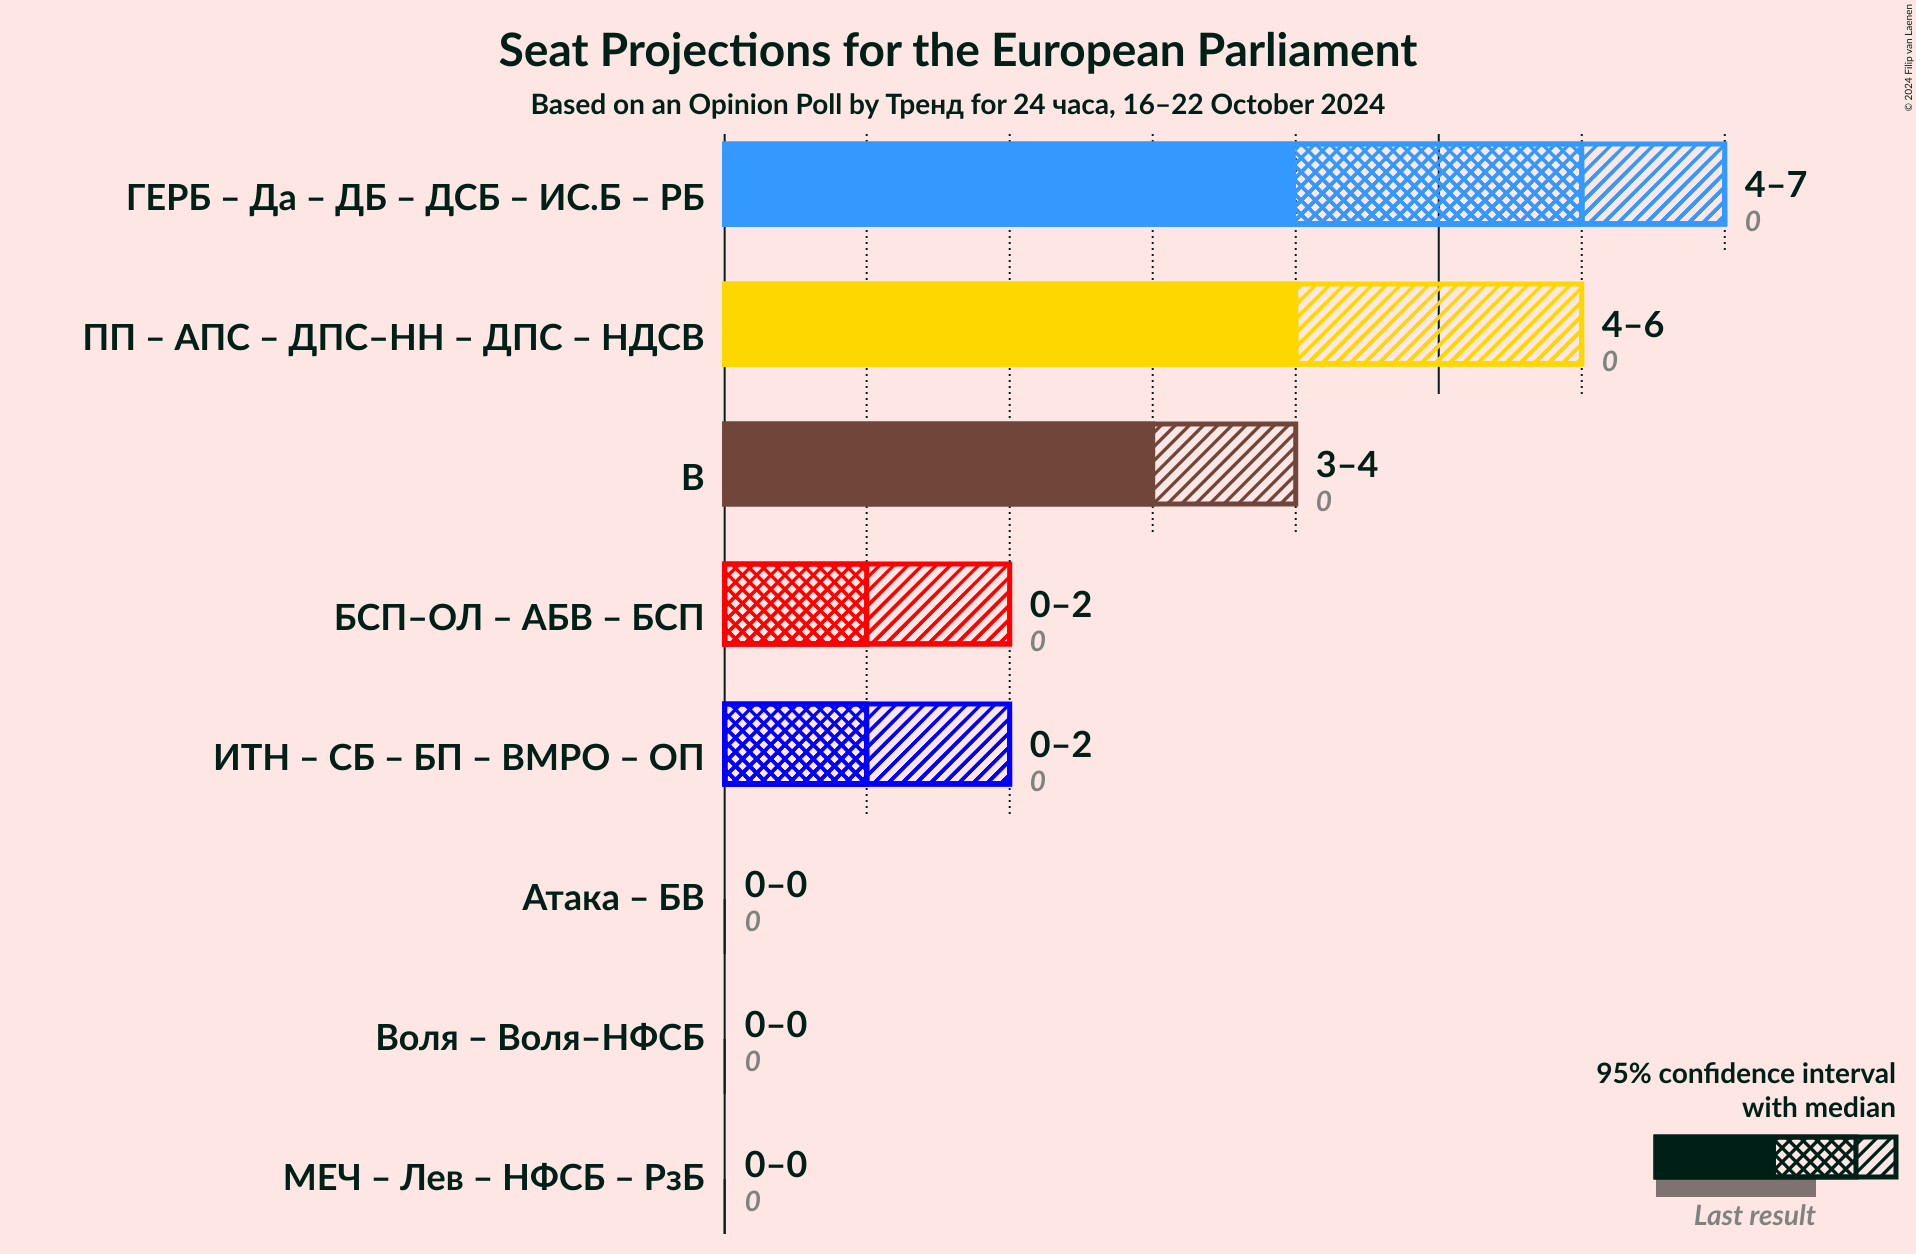 Seat Projections for the European Parliament
Based on an Opinion Poll by Тренд for 24 часа, 16–22 October 2024
© 2024 Filip van Laenen
ГЕРБ – Да – ДБ – ДСБ – ИС.Б – РБ
4–7
0
ПП – АПС – ДПС–НН – ДПС – НДСВ
4–6
0
В
3–4
0
БСП–ОЛ – АБВ – БСП
0–2
0
ИТН – СБ – БП – ВМРО – ОП
0–2
0
Атака – БВ
0–0
0
Воля – Воля–НФСБ
0–0
0
МЕЧ – Лев – НФСБ – РзБ
0–0
0
95% confidence interval
with median
Last result